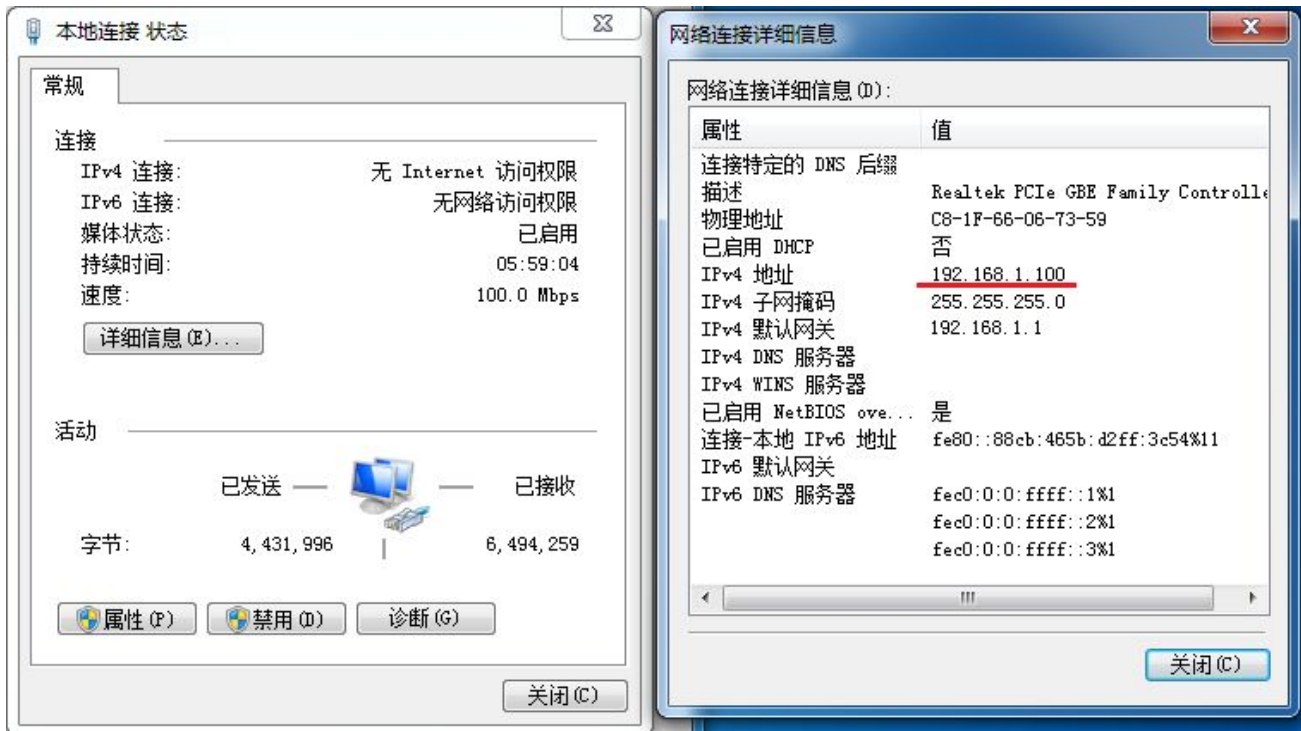 本地连接 状态
常规
连接
IPv4 连接: 无 Internet 访问权限
IPv6 连接: 无网络访问权限
媒体状态: 已启用
持续时间: 05:59:04
速度: 100.0 Mbps
详细信息(E)...
活动
已发送 — — 已接收
字节: 4,431,996 6,494,259
属性(P) 禁用(D) 诊断(G)
关闭(C)
网络连接详细信息
网络连接详细信息(D):
属性 值
连接特定的 DNS 后缀
描述 Realtek PCIe GBE Family Controlle
物理地址 C8-1F-66-06-73-59
已启用 DHCP 否
IPv4 地址 192.168.1.100
IPv4 子网掩码 255.255.255.0
IPv4 默认网关 192.168.1.1
IPv4 DNS 服务器
IPv4 WINS 服务器
已启用 NetBIOS ove... 是
连接-本地 IPv6 地址 fe80::88cb:465b:d2ff:3c54%11
IPv6 默认网关
IPv6 DNS 服务器 fec0:0:0:ffff::1%1
fec0:0:0:ffff::2%1
fec0:0:0:ffff::3%1
关闭(C)